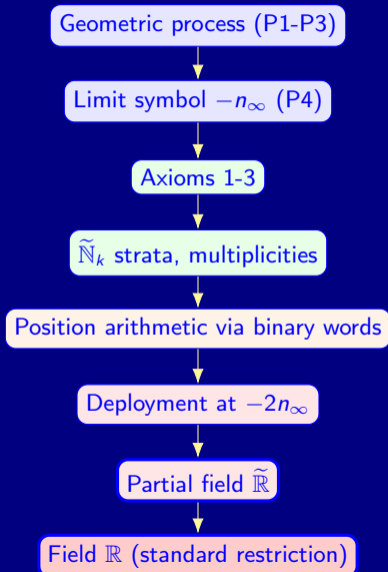 Geometric process (P1-P3)
Limit symbol −n∞ (P4)
Axioms 1-3
Ñₖ strata, multiplicities
Position arithmetic via binary words
Deployment at −2n∞
Partial field ℝ̃
Field ℝ (standard restriction)